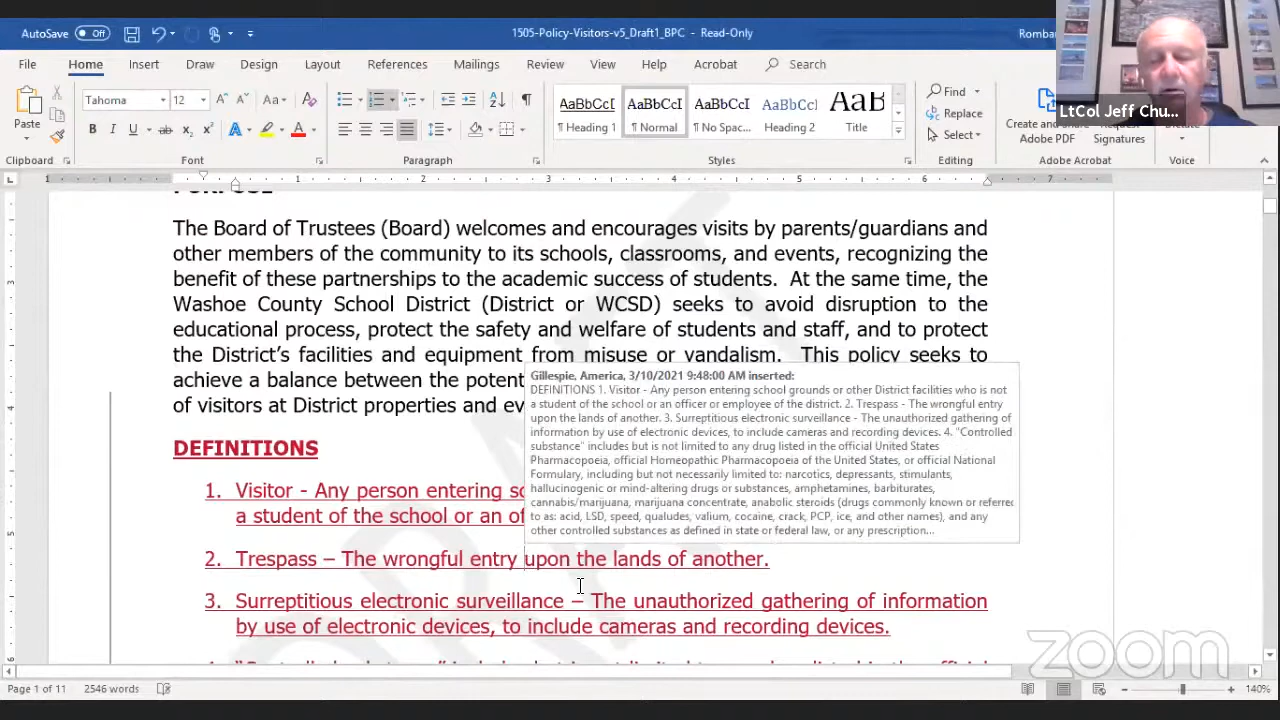 AutoSave Off
1505-Policy-Visitors-v5_Draft1_BPC - Read-Only
Romba
File Home Insert Draw Design Layout References Mailings Review View Help Acrobat Search
Paste
Tahoma 12
AaBbCcI AaBbCcI AaBbCcI AaBbCcI AaB
¶ Heading 1 ¶ Normal ¶ No Spac... Heading 2 Title
Find
Replace
Select
Create and Share
Adobe PDF
Signatures
LtCol Jeff Chu...
Clipboard Font Paragraph Styles Editing Adobe Acrobat Voice
1 1 2 3 4 5 6 7
PURPOSE
The Board of Trustees (Board) welcomes and encourages visits by parents/guardians and
other members of the community to its schools, classrooms, and events, recognizing the
benefit of these partnerships to the academic success of students. At the same time, the
Washoe County School District (District or WCSD) seeks to avoid disruption to the
educational process, protect the safety and welfare of students and staff, and to protect
the District's facilities and equipment from misuse or vandalism. This policy seeks to
achieve a balance between the potent
of visitors at District properties and ev
Gillespie, America, 3/10/2021 9:48:00 AM inserted:
DEFINITIONS 1. Visitor - Any person entering school grounds or other District facilities who is not
a student of the school or an officer or employee of the district. 2. Trespass - The wrongful entry
upon the lands of another. 3. Surreptitious electronic surveillance - The unauthorized gathering of
information by use of electronic devices, to include cameras and recording devices. 4. "Controlled
substance" includes but is not limited to any drug listed in the official United States
Pharmacopoeia, official Homeopathic Pharmacopoeia of the United States, or official National
Formulary, including but not necessarily limited to: narcotics, depressants, stimulants,
hallucinogenic or mind-altering drugs or substances, amphetamines, barbiturates,
cannabis/marijuana, marijuana concentrate, anabolic steroids (drugs commonly known or referre
to as: acid, LSD, speed, qualudes, valium, cocaine, crack, PCP, ice, and other names), and any
other controlled substances as defined in state or federal law, or any prescription...
DEFINITIONS
1. Visitor - Any person entering sc
a student of the school or an of
2. Trespass – The wrongful entry upon the lands of another.
3. Surreptitious electronic surveillance – The unauthorized gathering of information
by use of electronic devices, to include cameras and recording devices.
DRAFT
zoom
Page 1 of 11 2546 words 140%